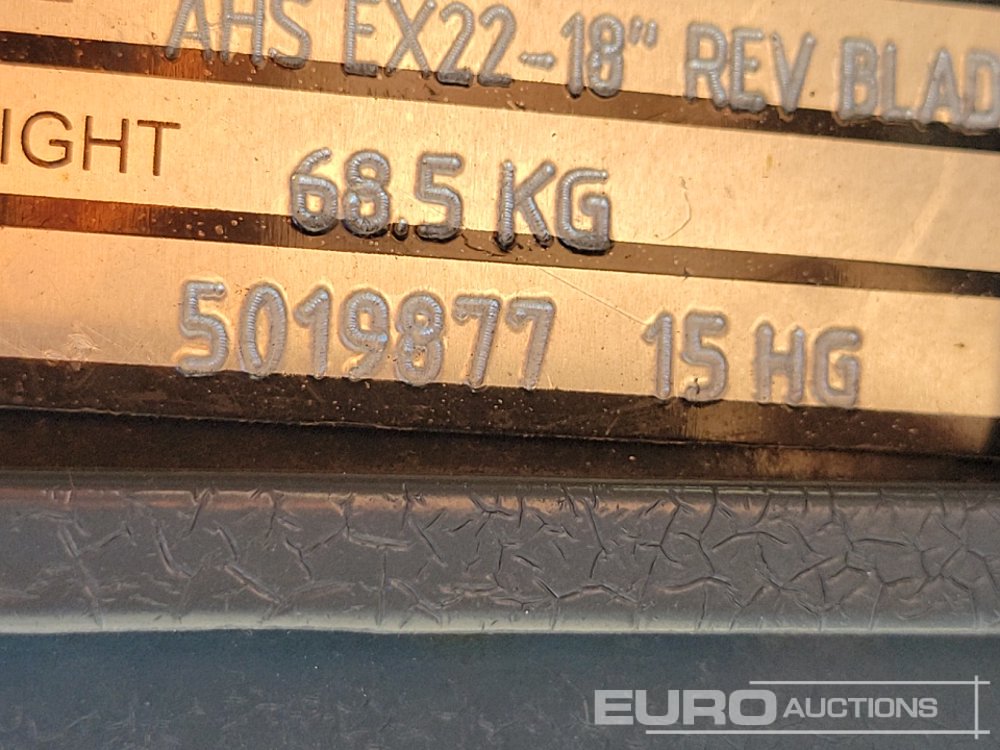 AHS EX22-18" REV BLAD
IGHT 68.5 KG
5019877 15 HG
EURO AUCTIONS